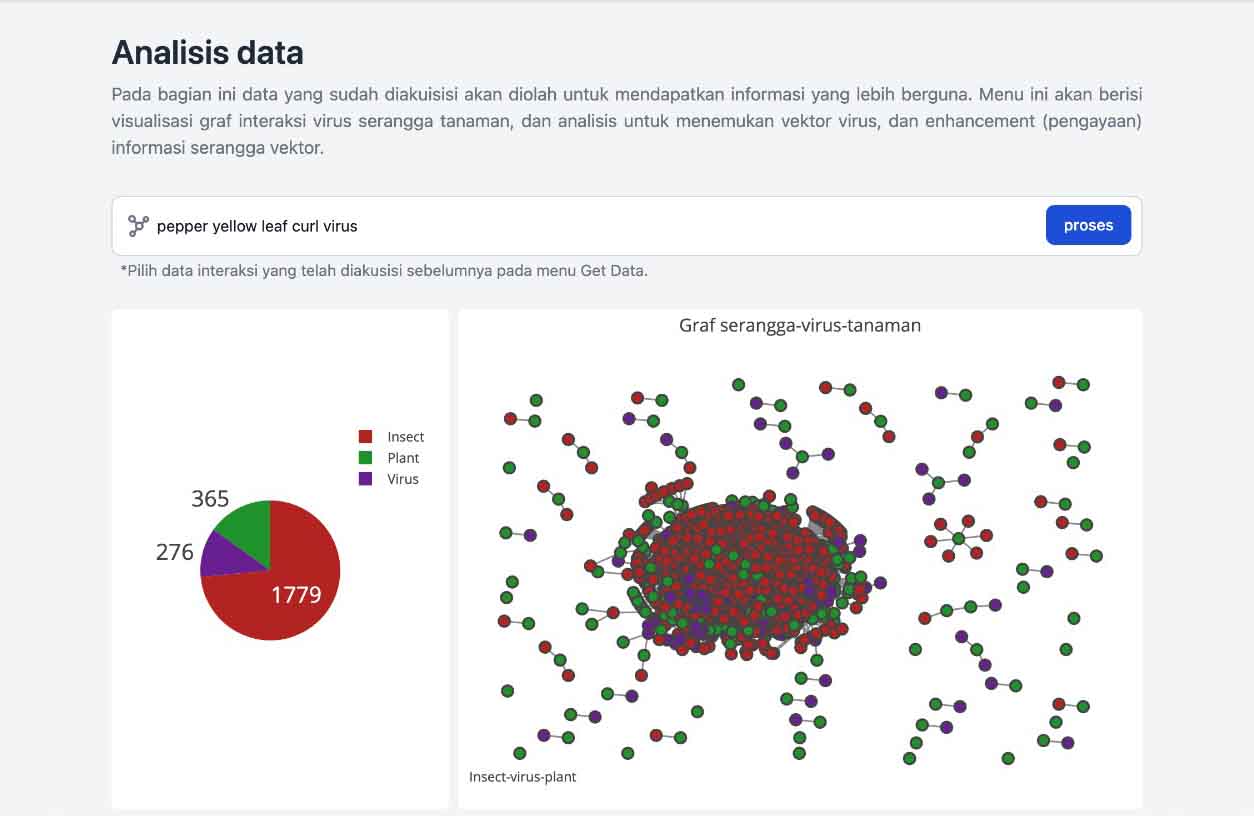 Analisis data
Pada bagian ini data yang sudah diakuisisi akan diolah untuk mendapatkan informasi yang lebih berguna. Menu ini akan berisi
visualisasi graf interaksi virus serangga tanaman, dan analisis untuk menemukan vektor virus, dan enhancement (pengayaan)
informasi serangga vektor.
pepper yellow leaf curl virus
proses
*Pilih data interaksi yang telah diakusisi sebelumnya pada menu Get Data.
Insect
Plant
Virus
365
276
1779
Graf serangga-virus-tanaman
Insect-virus-plant